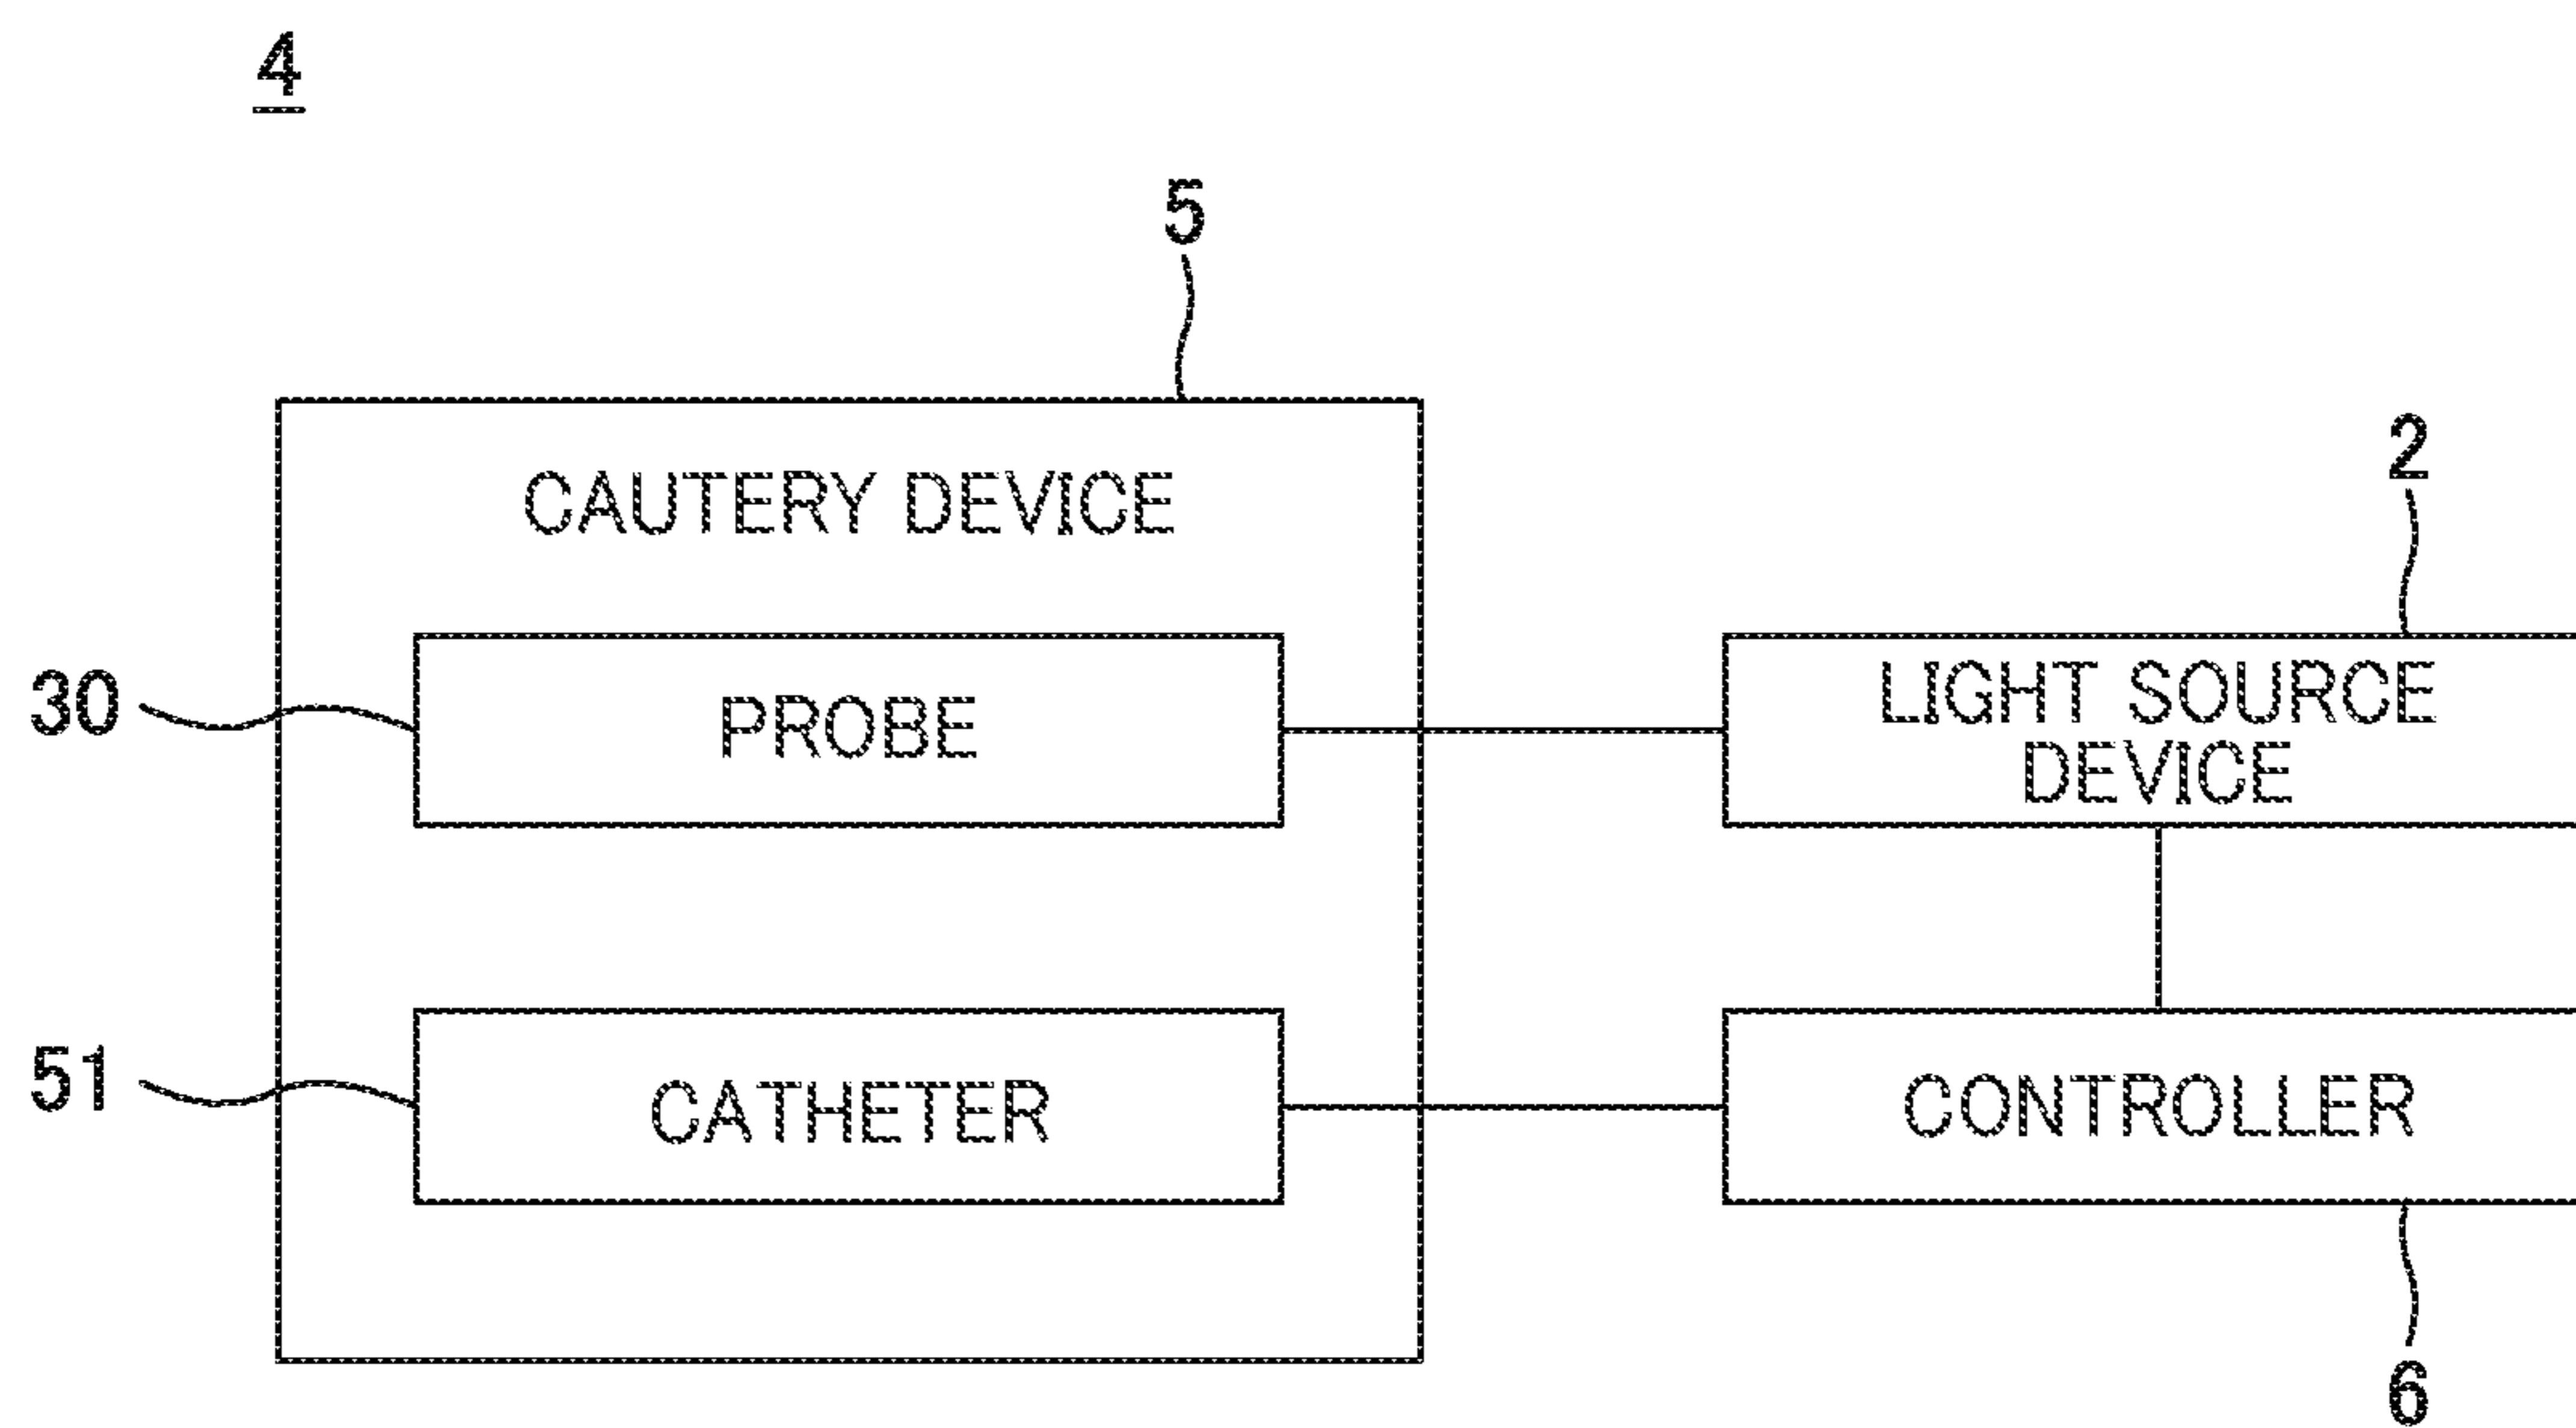 4
5
CAUTERY DEVICE
2
30
PROBE
LIGHT SOURCE
DEVICE
51
CATHETER
CONTROLLER
6